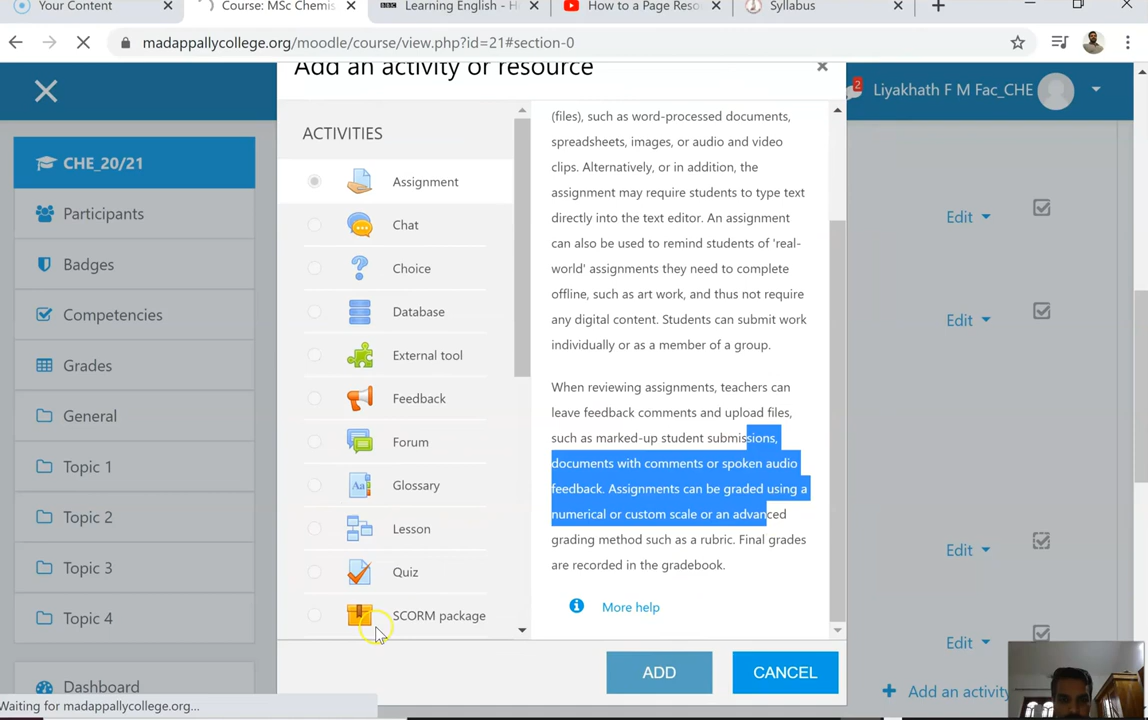 Your Content
Course: MSc Chemis
BBC
Learning English - H
How to a Page Reso
Syllabus
madappallycollege.org/moodle/course/view.php?id=21#section-0
Add an activity or resource
2
Liyakhath F M Fac_CHE
CHE_20/21
Participants
Badges
Competencies
Grades
General
Topic 1
Topic 2
Topic 3
Topic 4
Dashboard
ACTIVITIES
Assignment
Chat
Choice
Database
External tool
Feedback
Forum
Aa
Glossary
Lesson
Quiz
SCORM package
(files), such as word-processed documents,
spreadsheets, images, or audio and video
clips. Alternatively, or in addition, the
assignment may require students to type text
directly into the text editor. An assignment
can also be used to remind students of 'real-
world' assignments they need to complete
offline, such as art work, and thus not require
any digital content. Students can submit work
individually or as a member of a group.
When reviewing assignments, teachers can
leave feedback comments and upload files,
such as marked-up student submissions,
documents with comments or spoken audio
feedback. Assignments can be graded using a
numerical or custom scale or an advanced
grading method such as a rubric. Final grades
are recorded in the gradebook.
More help
ADD
CANCEL
Edit
Edit
Edit
Edit
Add an activity
Waiting for madappallycollege.org...